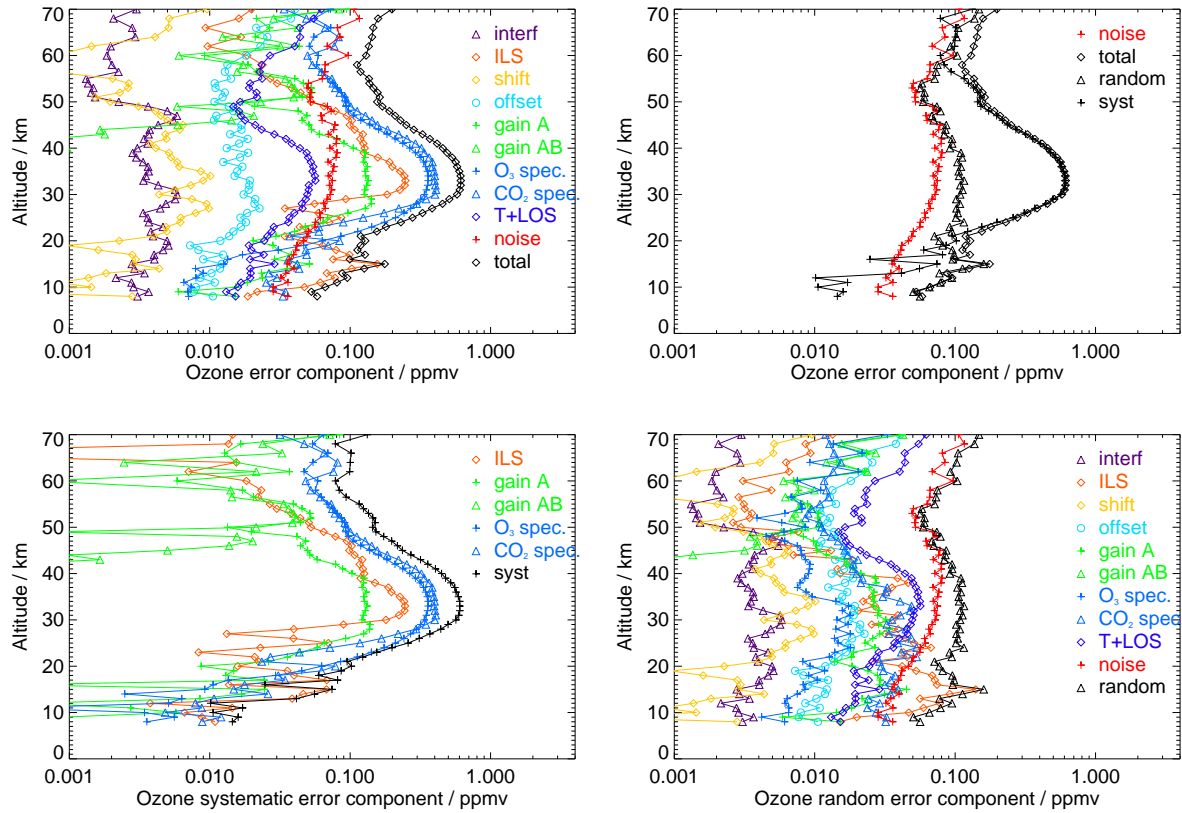 70
60
50
40
30
20
10
0
Altitude / km
0.001
0.010
0.100
1.000
Ozone error component / ppmv
interf
ILS
shift
offset
gain A
gain AB
O₃ spec.
CO₂ spec.
T+LOS
noise
total
70
60
50
40
30
20
10
0
Altitude / km
0.001
0.010
0.100
1.000
Ozone error component / ppmv
noise
total
random
syst
70
60
50
40
30
20
10
0
Altitude / km
0.001
0.010
0.100
1.000
Ozone systematic error component / ppmv
ILS
gain A
gain AB
O₃ spec.
CO₂ spec.
syst
70
60
50
40
30
20
10
0
Altitude / km
0.001
0.010
0.100
1.000
Ozone random error component / ppmv
interf
ILS
shift
offset
gain A
gain AB
O₃ spec.
CO₂ spec.
T+LOS
noise
random